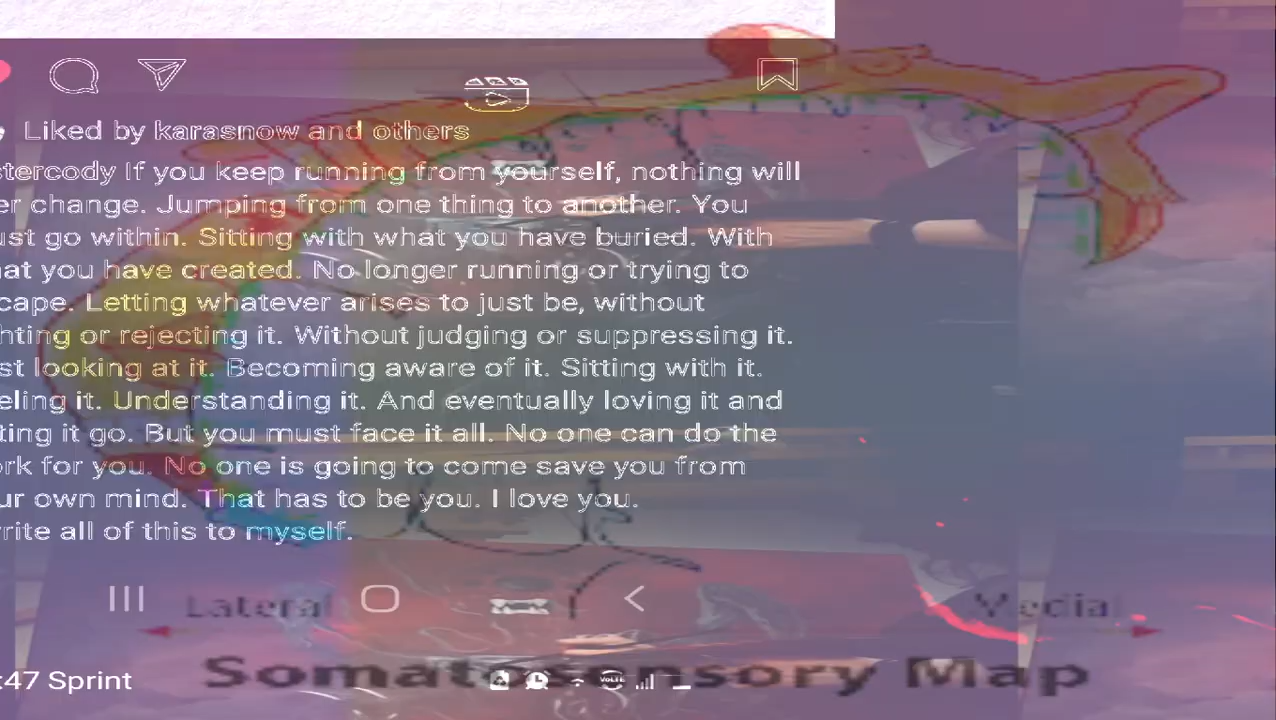 Liked by karasnow and others
stercody If you keep running from yourself, nothing will
er change. Jumping from one thing to another. You
ust go within. Sitting with what you have buried. With
at you have created. No longer running or trying to
cape. Letting whatever arises to just be, without
hting or rejecting it. Without judging or suppressing it.
st looking at it. Becoming aware of it. Sitting with it.
eling it. Understanding it. And eventually loving it and
ting it go. But you must face it all. No one can do the
ork for you. No one is going to come save you from
ur own mind. That has to be you. I love you.
rite all of this to myself.
Lateral Medial
:47 Sprint
Somatosensory Map